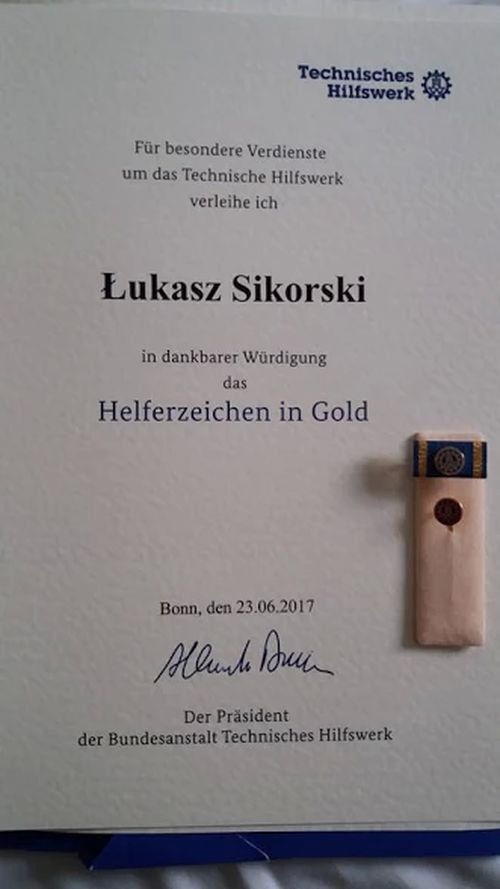 Technisches
Hilfswerk
Für besondere Verdienste
um das Technische Hilfswerk
verleihe ich
Łukasz Sikorski
in dankbarer Würdigung
das
Helferzeichen in Gold
Bonn, den 23.06.2017
Der Präsident
der Bundesanstalt Technisches Hilfswerk